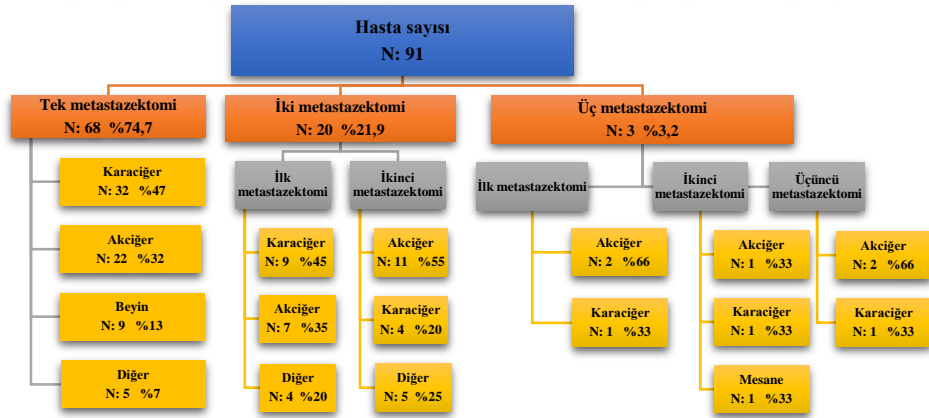 Hasta sayısı
N: 91
Tek metastazektomi
N: 68 %74,7
Karaciğer
N: 32 %47
Akciğer
N: 22 %32
Beyin
N: 9 %13
Diğer
N: 5 %7
İki metastazektomi
N: 20 %21,9
İlk
metastazektomi
Karaciğer
N: 9 %45
Akciğer
N: 7 %35
Diğer
N: 4 %20
İkinci
metastazektomi
Akciğer
N: 11 %55
Karaciğer
N: 4 %20
Diğer
N: 5 %25
Üç metastazektomi
N: 3 %3,2
İlk metastazektomi
Akciğer
N: 2 %66
Karaciğer
N: 1 %33
İkinci
metastazektomi
Akciğer
N: 1 %33
Karaciğer
N: 1 %33
Mesane
N: 1 %33
Üçüncü
metastazektomi
Akciğer
N: 2 %66
Karaciğer
N: 1 %33